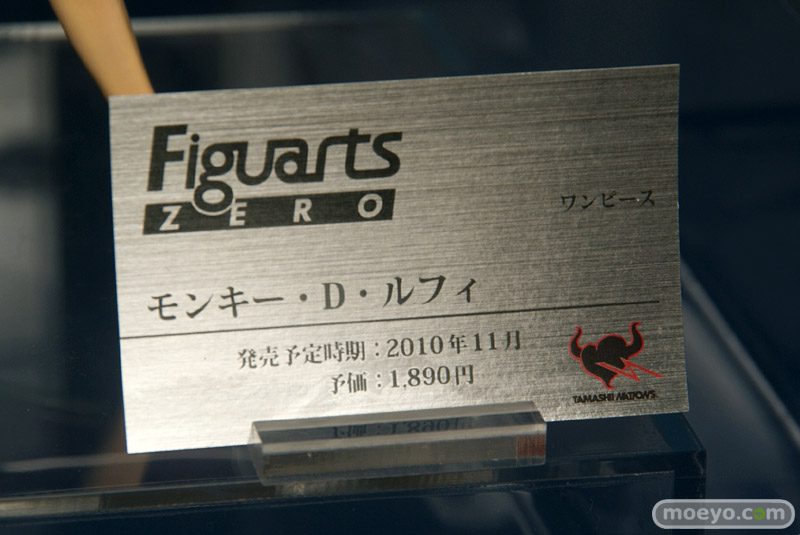 Figuarts
ZERO
ワンピース
モンキー・D・ルフィ
発売予定時期：2010年11月
予価：1,890円
TAMASHII NATIONS
moeyo.com